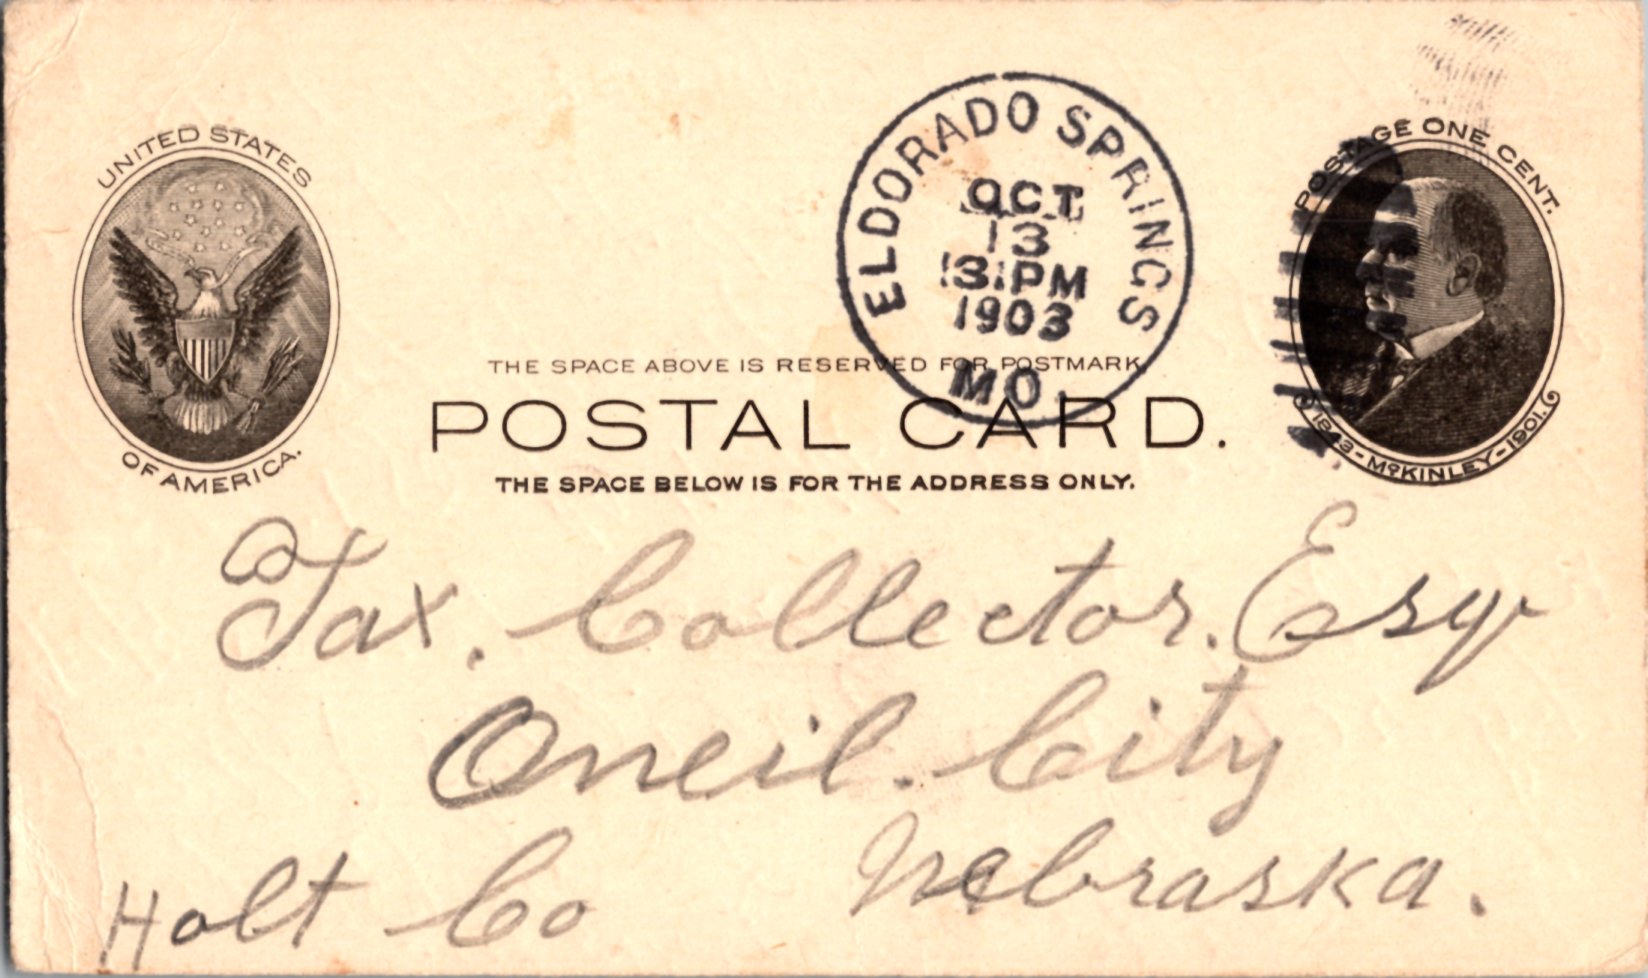 UNITED STATES
OF AMERICA.
ELDORADO SPRINGS
OCT
13
3 PM
1903
MO.
POSTAGE ONE CENT.
1843-McKINLEY-1901.
THE SPACE ABOVE IS RESERVED FOR POSTMARK.
POSTAL CARD.
THE SPACE BELOW IS FOR THE ADDRESS ONLY.
Tax. Collector. Esqr
Oneil. City
Holt Co Nebraska.